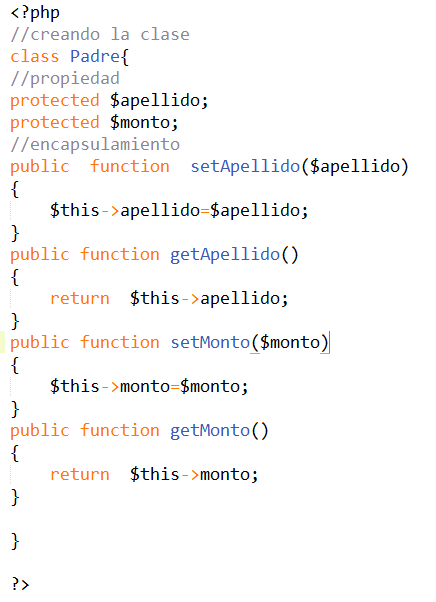 <?php
//creando la clase
class Padre{
//propiedad
protected $apellido;
protected $monto;
//encapsulamiento
public  function  setApellido($apellido)
{
    $this->apellido=$apellido;
}
public function getApellido()
{
    return  $this->apellido;
}
public function setMonto($monto)
{
    $this->monto=$monto;
}
public function getMonto()
{
    return  $this->monto;
}

}

?>